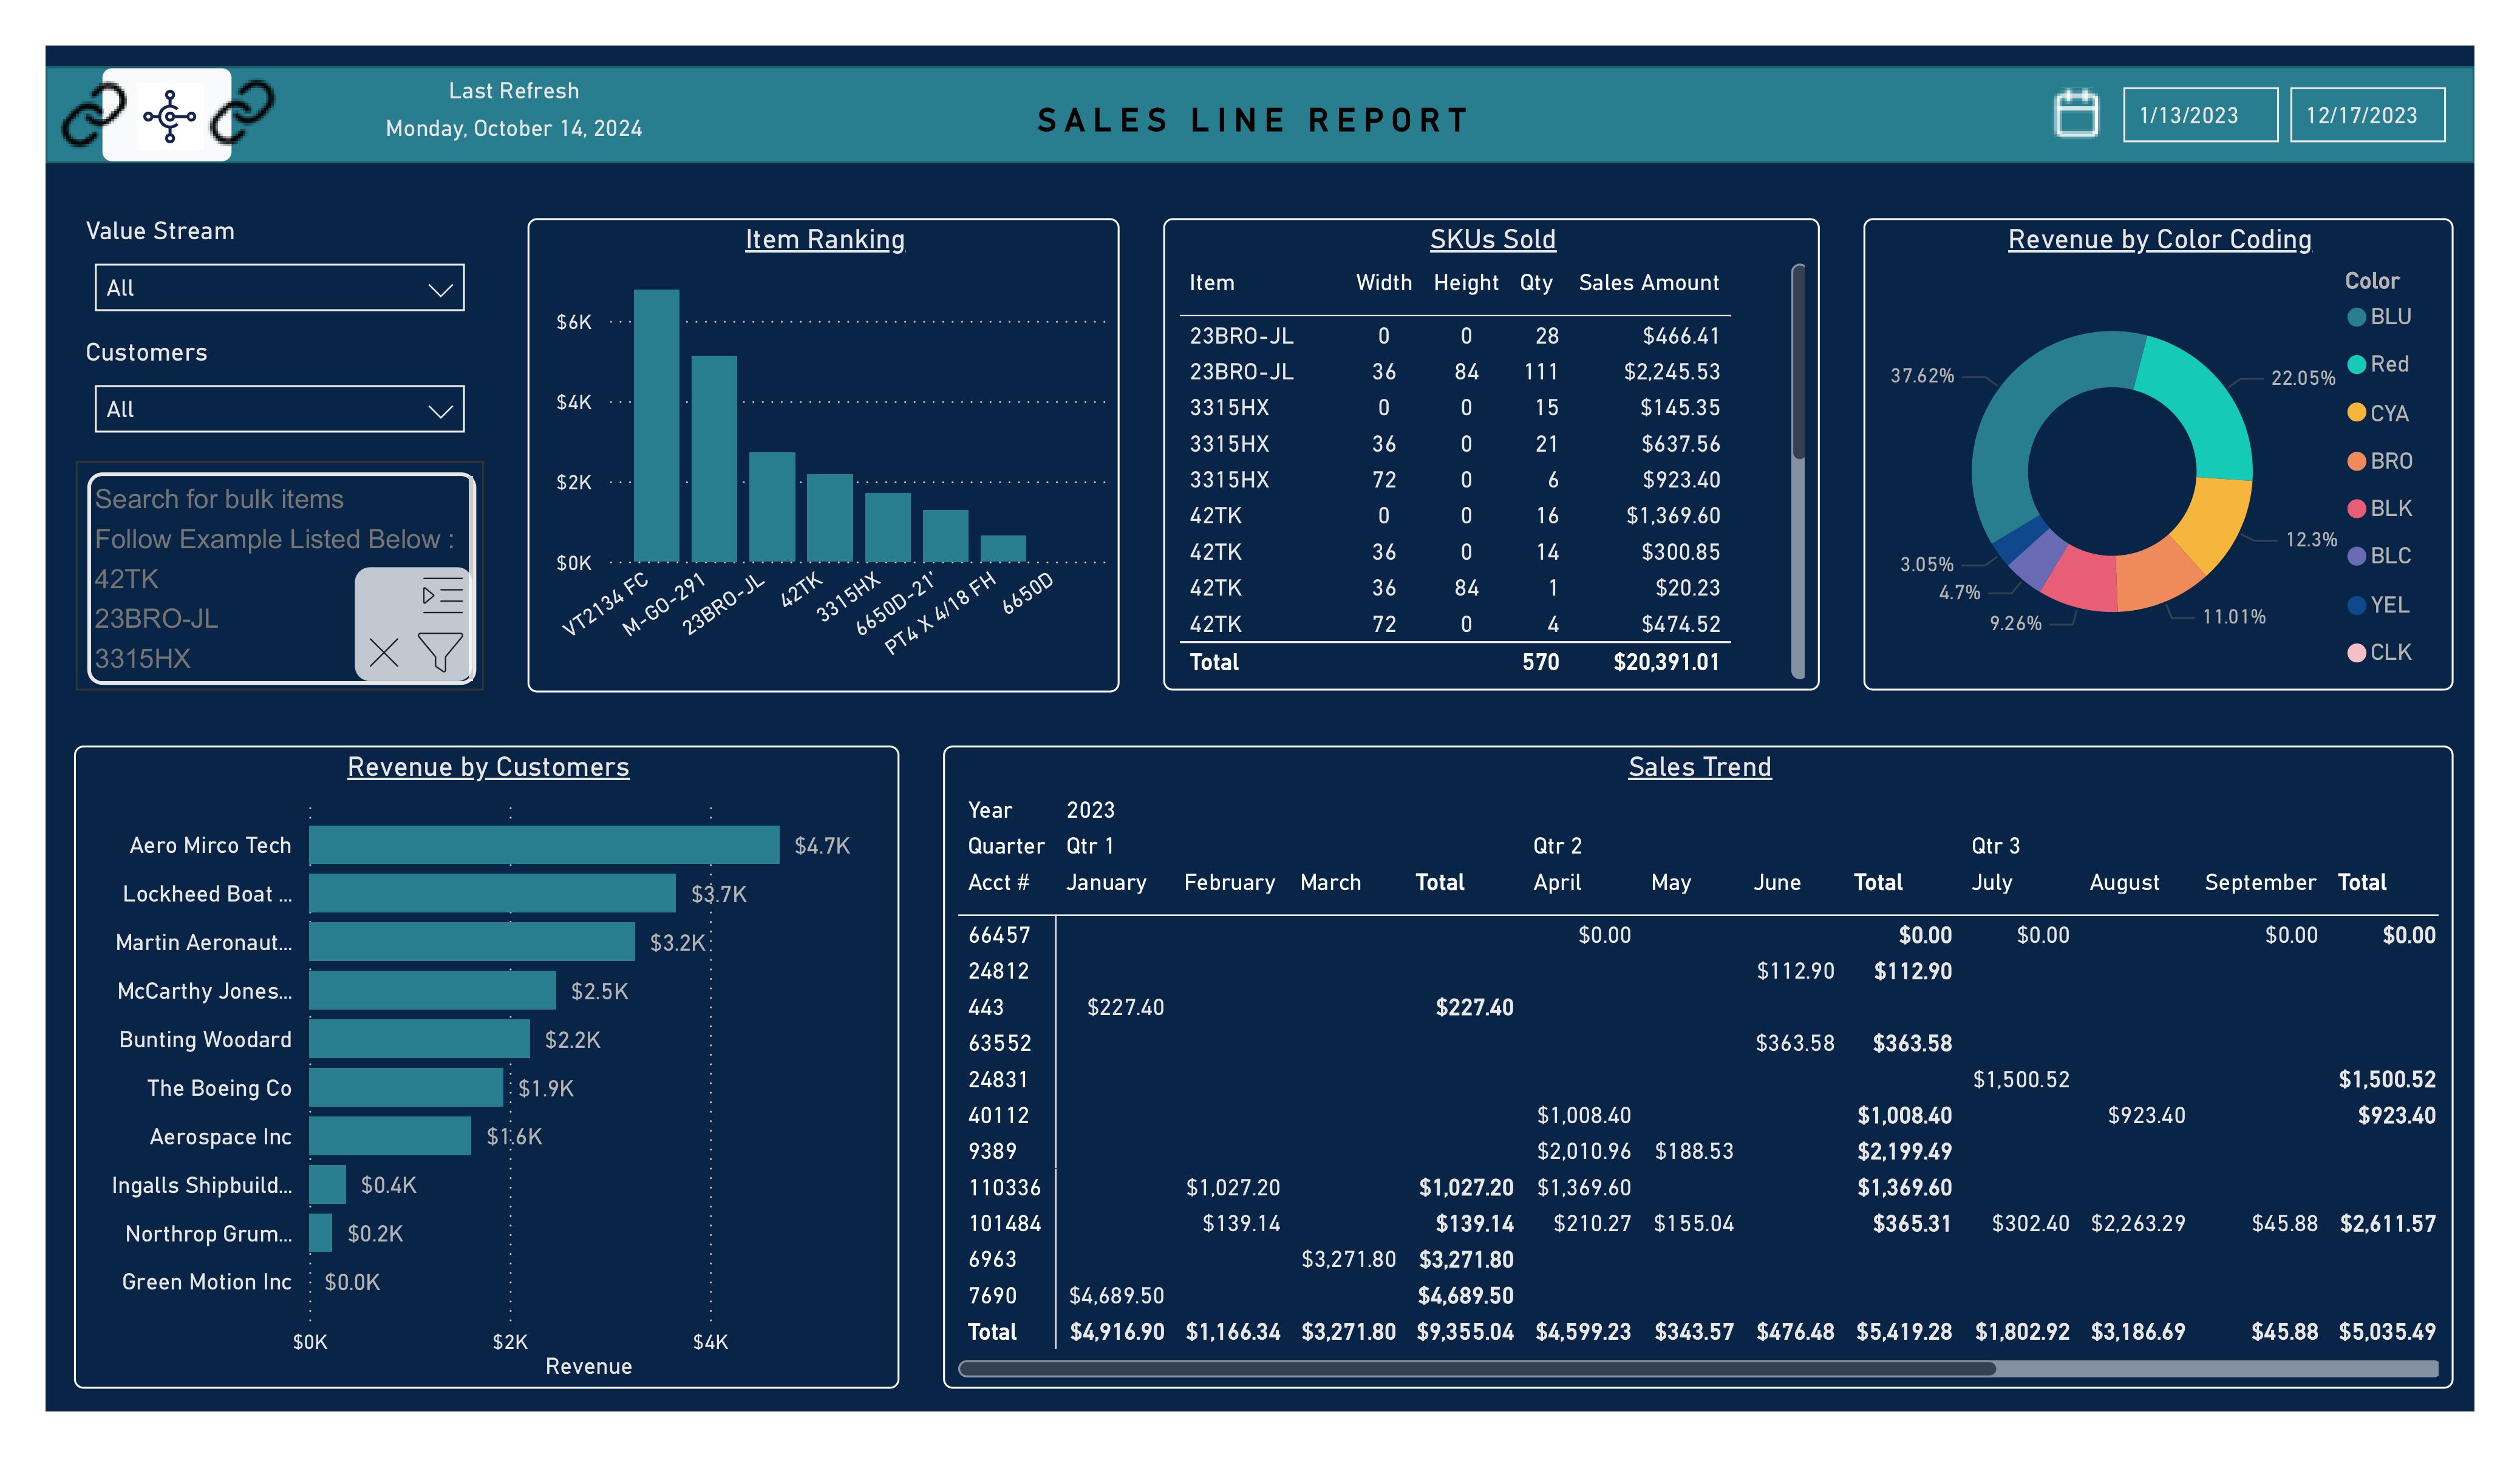 Last Refresh
Monday, October 14, 2024
SALES LINE REPORT
1/13/2023 12/17/2023
Value Stream
All
Customers
All
Search for bulk items
Follow Example Listed Below :
42TK
23BRO-JL
3315HX
Item Ranking
$6K
$4K
$2K
$0K
VT2134 FC
M-GO-291
23BRO-JL
42TK
3315HX
6650D-21'
PT4 X 4/18 FH
6650D
SKUs Sold
Item Width Height Qty Sales Amount
23BRO-JL 0 0 28 $466.41
23BRO-JL 36 84 111 $2,245.53
3315HX 0 0 15 $145.35
3315HX 36 0 21 $637.56
3315HX 72 0 6 $923.40
42TK 0 0 16 $1,369.60
42TK 36 0 14 $300.85
42TK 36 84 1 $20.23
42TK 72 0 4 $474.52
Total 570 $20,391.01
Revenue by Color Coding
37.62%
22.05%
12.3%
11.01%
9.26%
4.7%
3.05%
Color
BLU
Red
CYA
BRO
BLK
BLC
YEL
CLK
Revenue by Customers
Aero Mirco Tech $4.7K
Lockheed Boat ... $3.7K
Martin Aeronaut... $3.2K
McCarthy Jones... $2.5K
Bunting Woodard $2.2K
The Boeing Co $1.9K
Aerospace Inc $1.6K
Ingalls Shipbuild... $0.4K
Northrop Grum... $0.2K
Green Motion Inc $0.0K
$0K $2K $4K
Revenue
Sales Trend
Year 2023
Quarter Qtr 1 Qtr 2 Qtr 3
Acct # January February March Total April May June Total July August September Total
66457 $0.00 $0.00 $0.00 $0.00 $0.00
24812 $112.90 $112.90
443 $227.40 $227.40
63552 $363.58 $363.58
24831 $1,500.52 $1,500.52
40112 $1,008.40 $1,008.40 $923.40 $923.40
9389 $2,010.96 $188.53 $2,199.49
110336 $1,027.20 $1,027.20 $1,369.60 $1,369.60
101484 $139.14 $139.14 $210.27 $155.04 $365.31 $302.40 $2,263.29 $45.88 $2,611.57
6963 $3,271.80 $3,271.80
7690 $4,689.50 $4,689.50
Total $4,916.90 $1,166.34 $3,271.80 $9,355.04 $4,599.23 $343.57 $476.48 $5,419.28 $1,802.92 $3,186.69 $45.88 $5,035.49